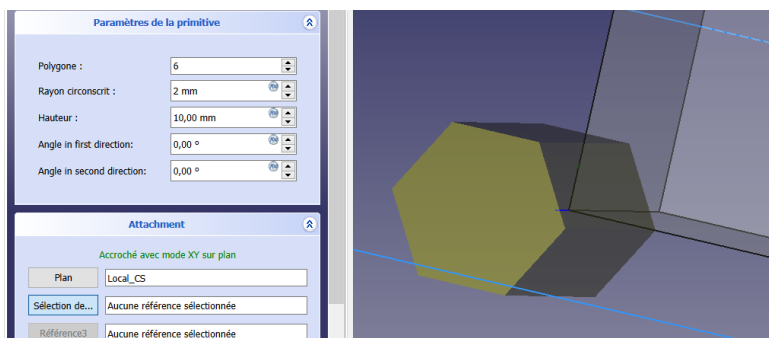 Paramètres de la primitive
Polygone : 6
Rayon circonscrit : 2 mm
Hauteur : 10,00 mm
Angle in first direction: 0,00 °
Angle in second direction: 0,00 °
Attachment
Accroché avec mode XY sur plan
Plan Local_CS
Sélection de... Aucune référence sélectionnée
Référence3 Aucune référence sélectionnée